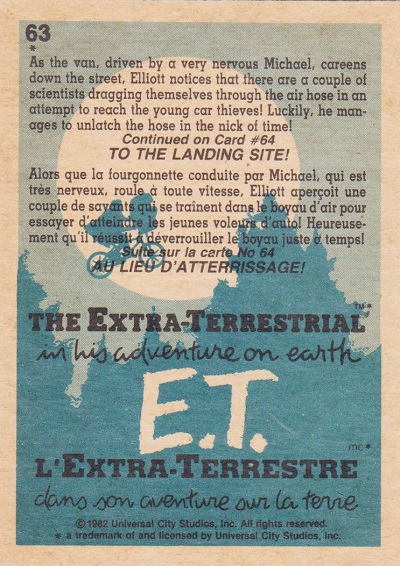 63
*
As the van, driven by a very nervous Michael, careens
down the street, Elliott notices that there are a couple of
scientists dragging themselves through the air hose in an
attempt to reach the young car thieves! Luckily, he man-
ages to unlatch the hose in the nick of time!
Continued on Card #64
TO THE LANDING SITE!
Alors que la fourgonnette conduite par Michael, qui est
très nerveux, roule à toute vitesse, Elliott aperçoit une
couple de savants qui se traînent dans le boyau d'air pour
essayer d'atteindre les jeunes voleurs d'auto! Heureuse-
ment qu'il réussit à déverrouiller le boyau juste à temps!
Suite sur la carte No 64
AU LIEU D'ATTERRISSAGE!
THE EXTRA-TERRESTRIAL TM*
in his adventure on earth
E.T.
MC*
L'EXTRA-TERRESTRE
dans son aventure sur la terre
©1982 Universal City Studios, Inc. All rights reserved.
* a trademark of and licensed by Universal City Studios, Inc.